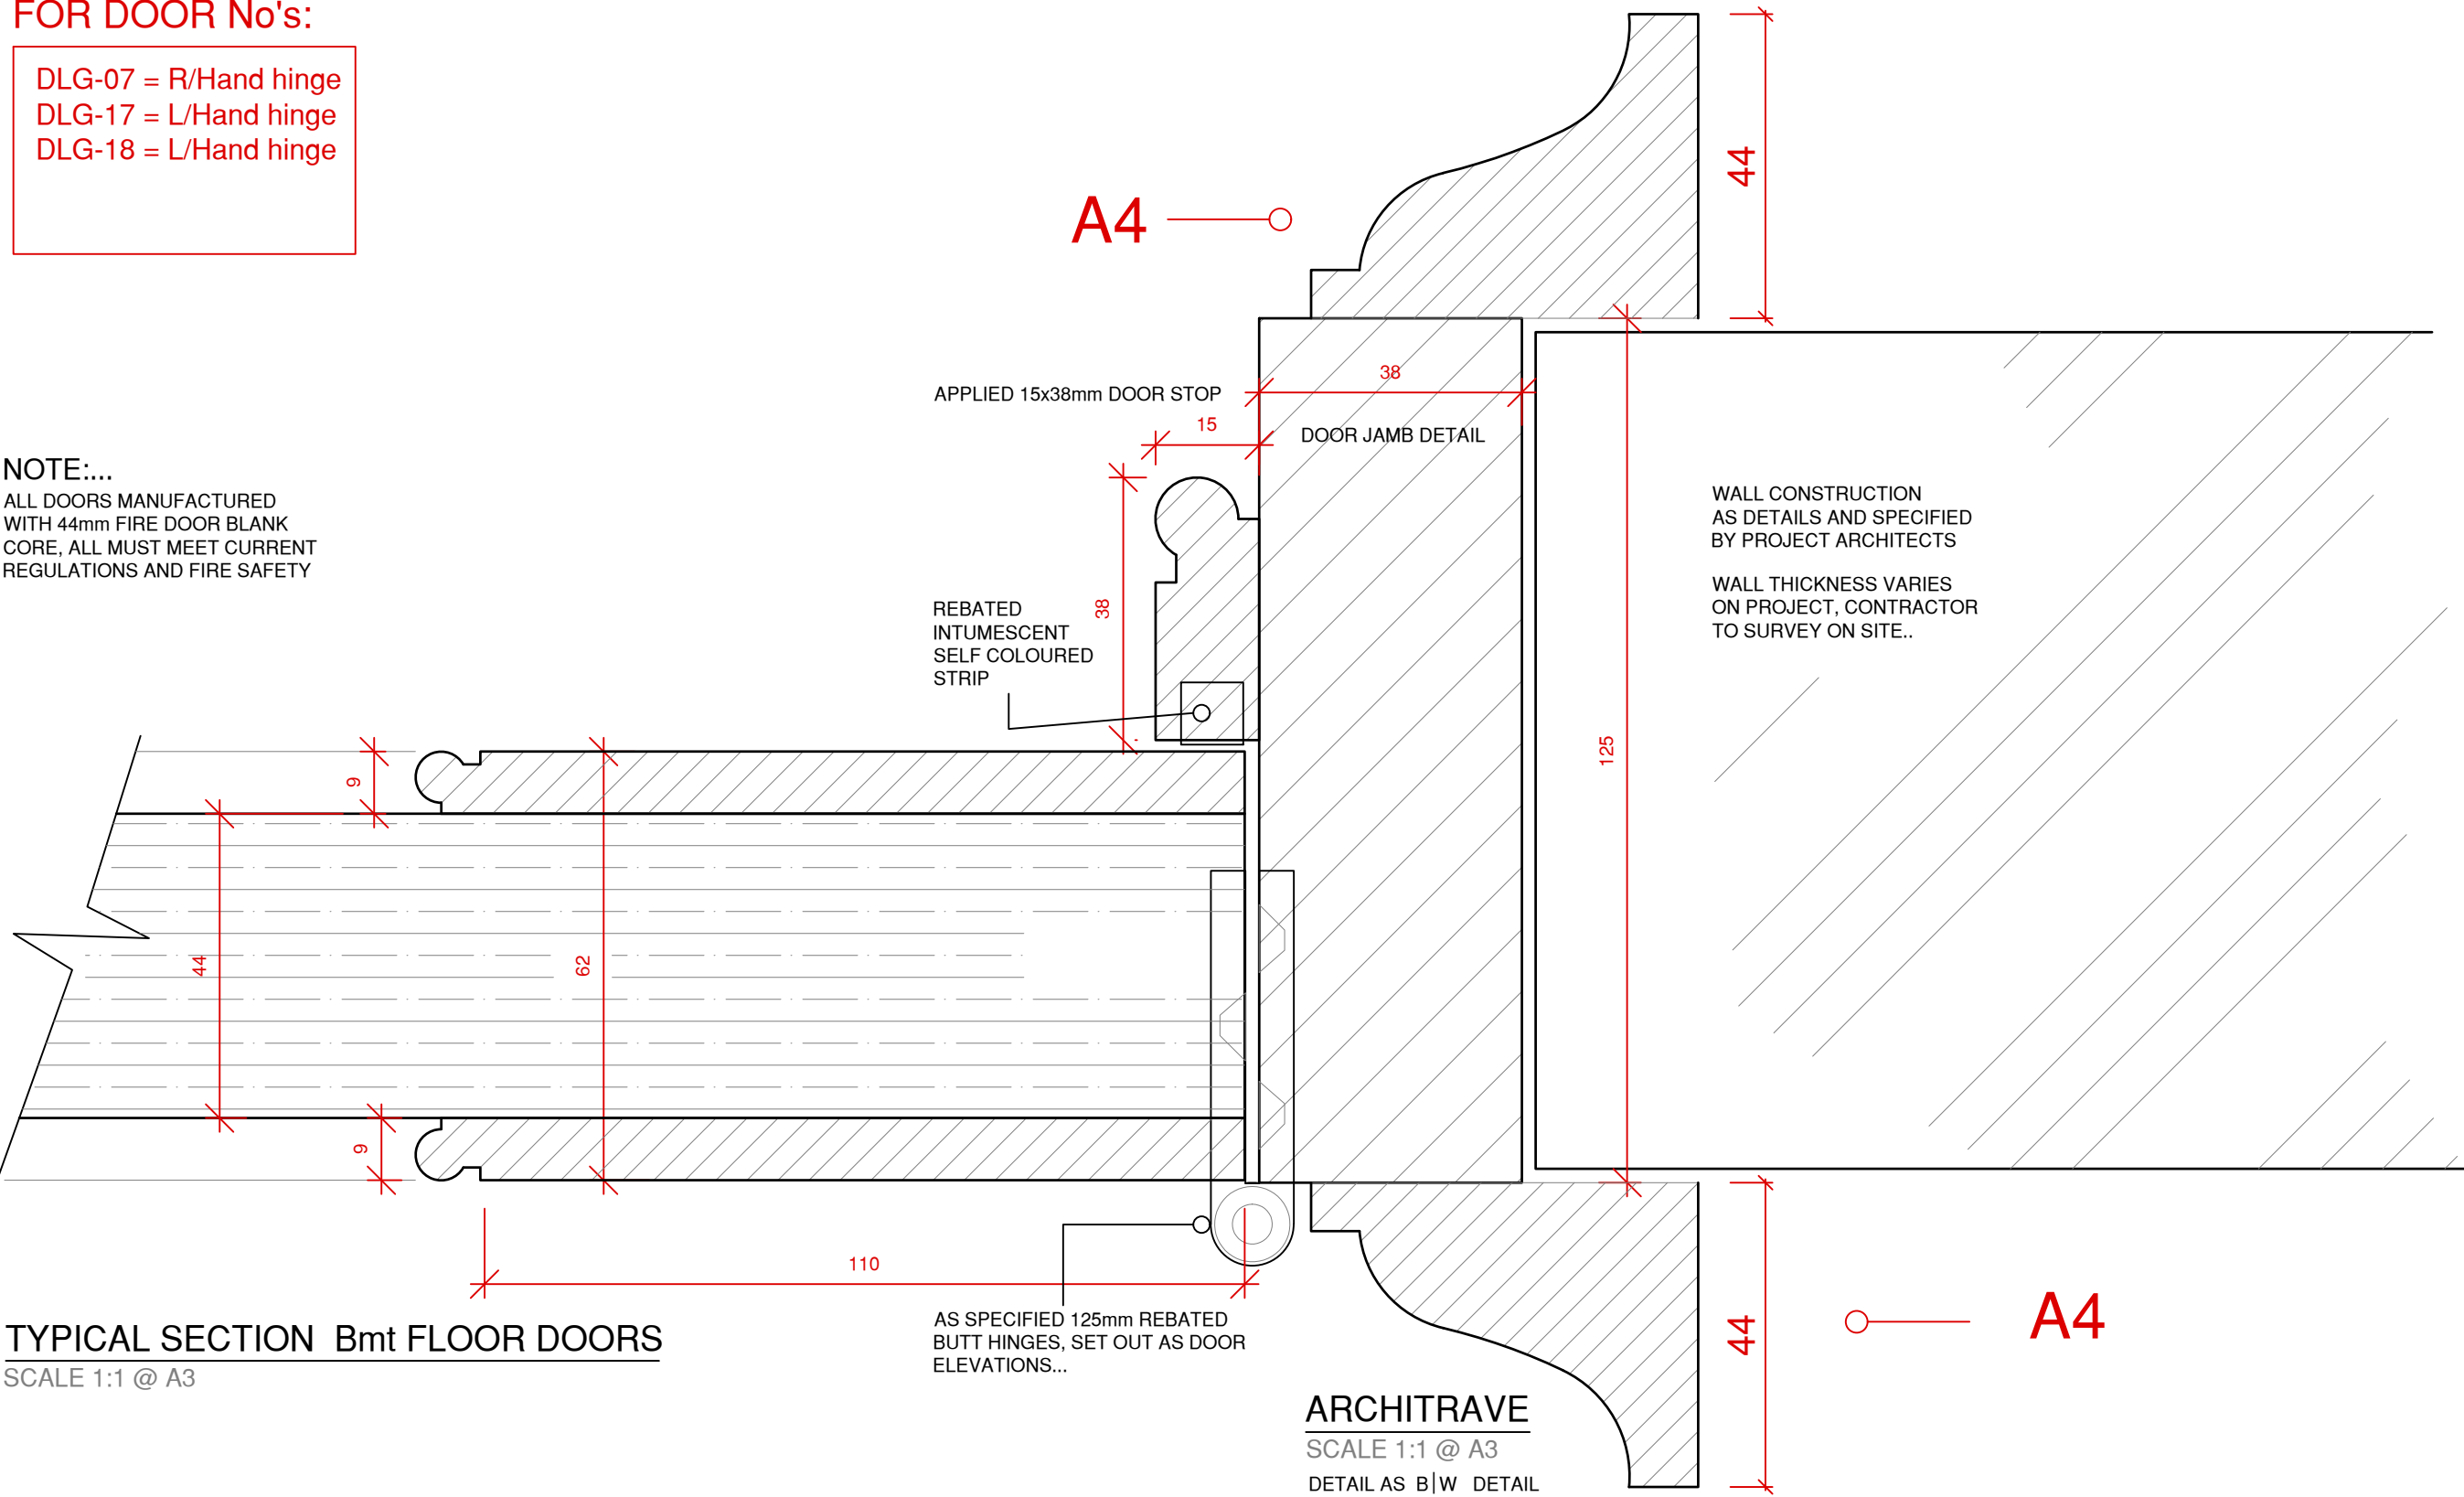 FOR DOOR No's:
DLG-07 = R/Hand hinge
DLG-17 = L/Hand hinge
DLG-18 = L/Hand hinge
A4
44
38
APPLIED 15x38mm DOOR STOP
15
DOOR JAMB DETAIL
NOTE:...
ALL DOORS MANUFACTURED
WITH 44mm FIRE DOOR BLANK
CORE, ALL MUST MEET CURRENT
REGULATIONS AND FIRE SAFETY
WALL CONSTRUCTION
AS DETAILS AND SPECIFIED
BY PROJECT ARCHITECTS
WALL THICKNESS VARIES
ON PROJECT, CONTRACTOR
TO SURVEY ON SITE..
38
REBATED
INTUMESCENT
SELF COLOURED
STRIP
125
9
44
62
9
110
AS SPECIFIED 125mm REBATED
BUTT HINGES, SET OUT AS DOOR
ELEVATIONS...
44
A4
TYPICAL SECTION Bmt FLOOR DOORS
SCALE 1:1 @ A3
ARCHITRAVE
SCALE 1:1 @ A3
DETAIL AS B|W DETAIL